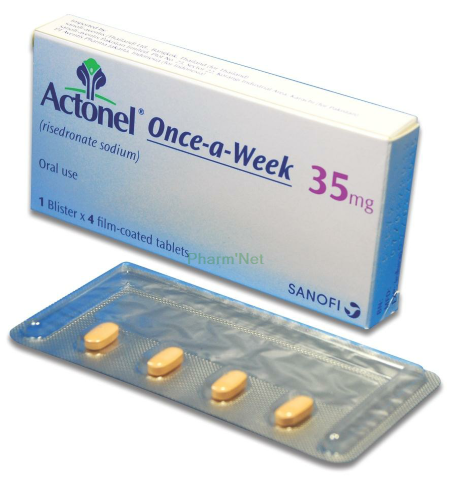 Actonel® Once-a-Week 35mg
(risedronate sodium)
Oral use
1 Blister x 4 film-coated tablets
Pharm'Net
SANOFI